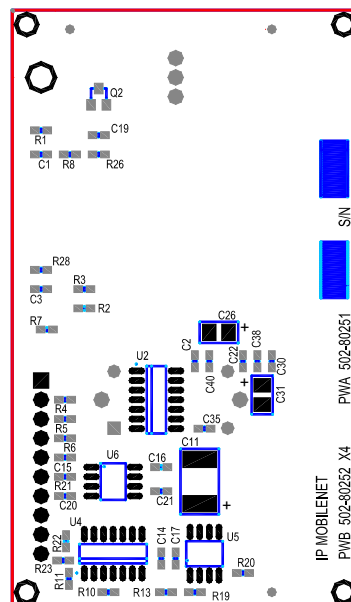 Q2
C19
R1
C1
R8
R26
S/N
R28
C3
R3
R2
R7
C26
+
PWA 502-80251
U2
C2
C40
C22
C38
C30
+
C31
R4
R5
R6
C15
R21
C20
U6
C16
C21
C35
C11
+
U4
R22
R23
R11
R10
C14
C17
R13
U5
R20
R19
IP MOBILENET
PWB 502-80252 X4